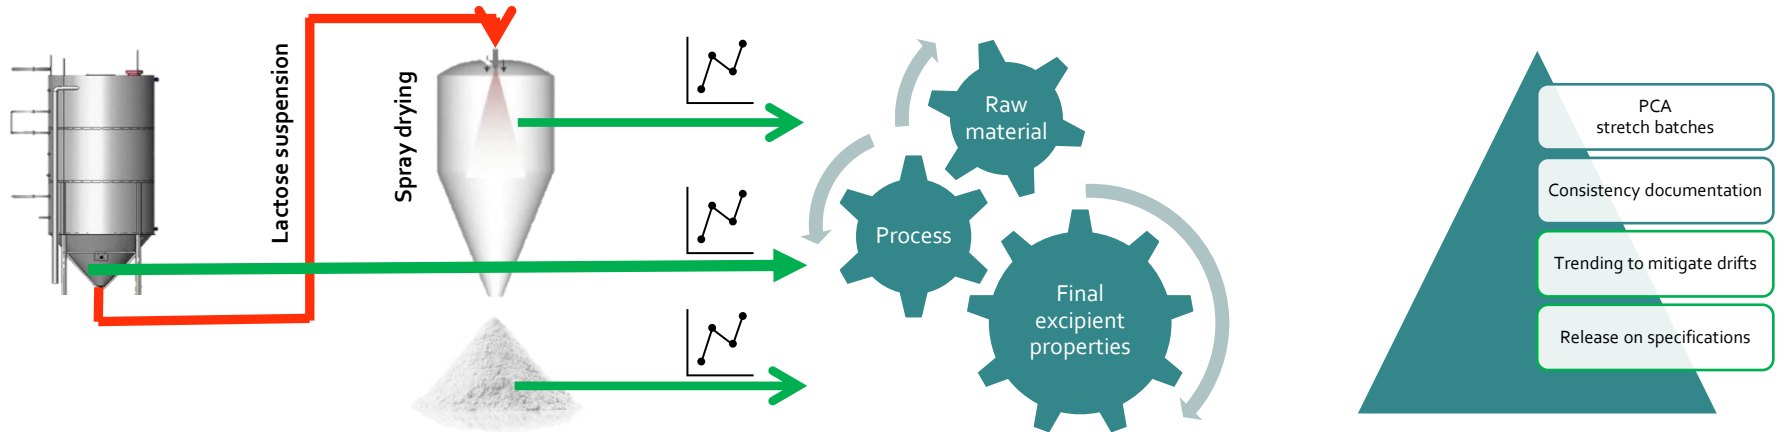 Lactose suspension
Spray drying
Raw
material
Process
Final
excipient
properties
PCA
stretch batches
Consistency documentation
Trending to mitigate drifts
Release on specifications